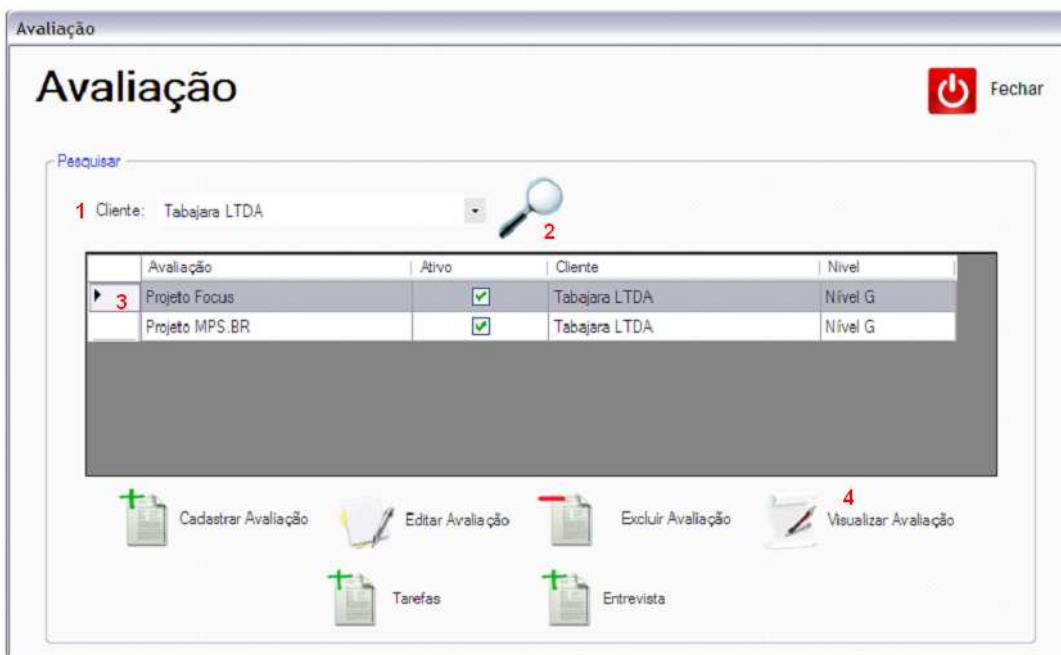 Avaliação
Avaliação
Fechar
Pesquisar
1 Cliente: Tabajara LTDA
2
Avaliação Ativo Cliente Nivel
3 Projeto Focus Tabajara LTDA Nível G
Projeto MPS.BR Tabajara LTDA Nível G
4
Cadastrar Avaliação Editar Avaliação Excluir Avaliação Visualizar Avaliação
Tarefas Entrevista